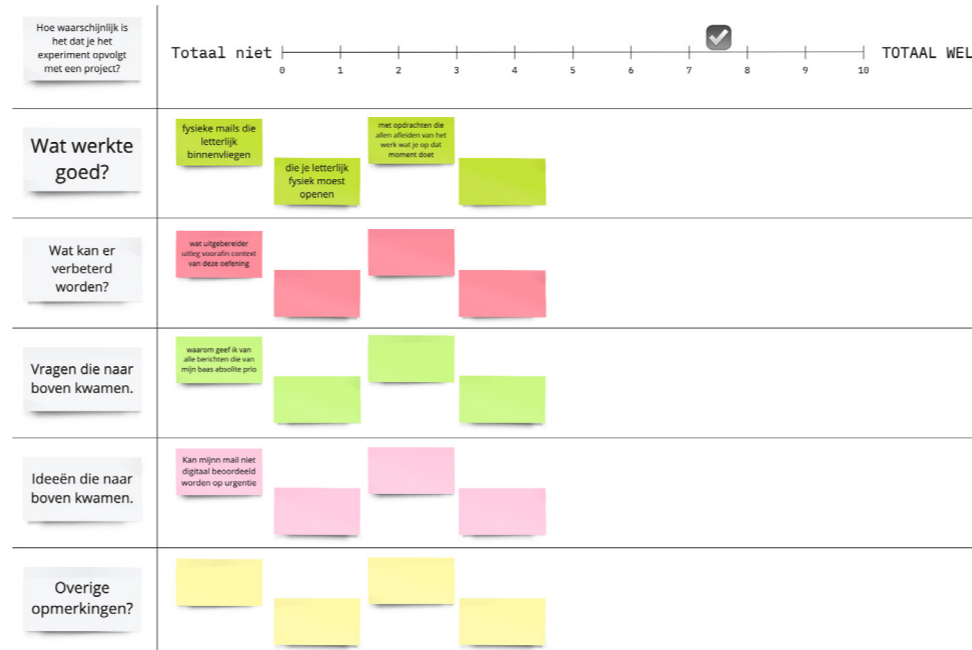 Hoe waarschijnlijk is
het dat je het
experiment opvolgt
met een project?
Totaal niet
0 1 2 3 4 5 6 7 8 9 10
TOTAAL WEL
Wat werkte
goed?
fysieke mails die
letterlijk
binnenvliegen
die je letterlijk
fysiek moest
openen
met opdrachten die
allen afleiden van het
werk wat je op dat
moment doet
Wat kan er
verbeterd
worden?
wat uitgebereider
uitleg voorafin context
van deze oefening
Vragen die naar
boven kwamen.
waarom geef ik van
alle berichten die van
mijn baas absolite prio
Ideeën die naar
boven kwamen.
Kan mijnn mail niet
digitaal beoordeeld
worden op urgentie
Overige
opmerkingen?